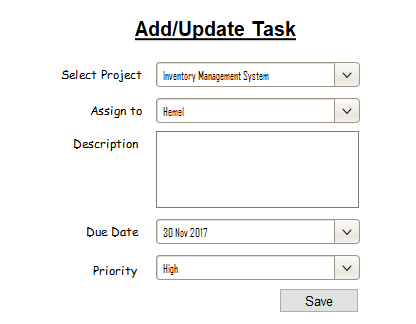 Add/Update Task
Select Project Inventory Management System
Assign to Hemel
Description
Due Date 30 Nov 2017
Priority High
Save